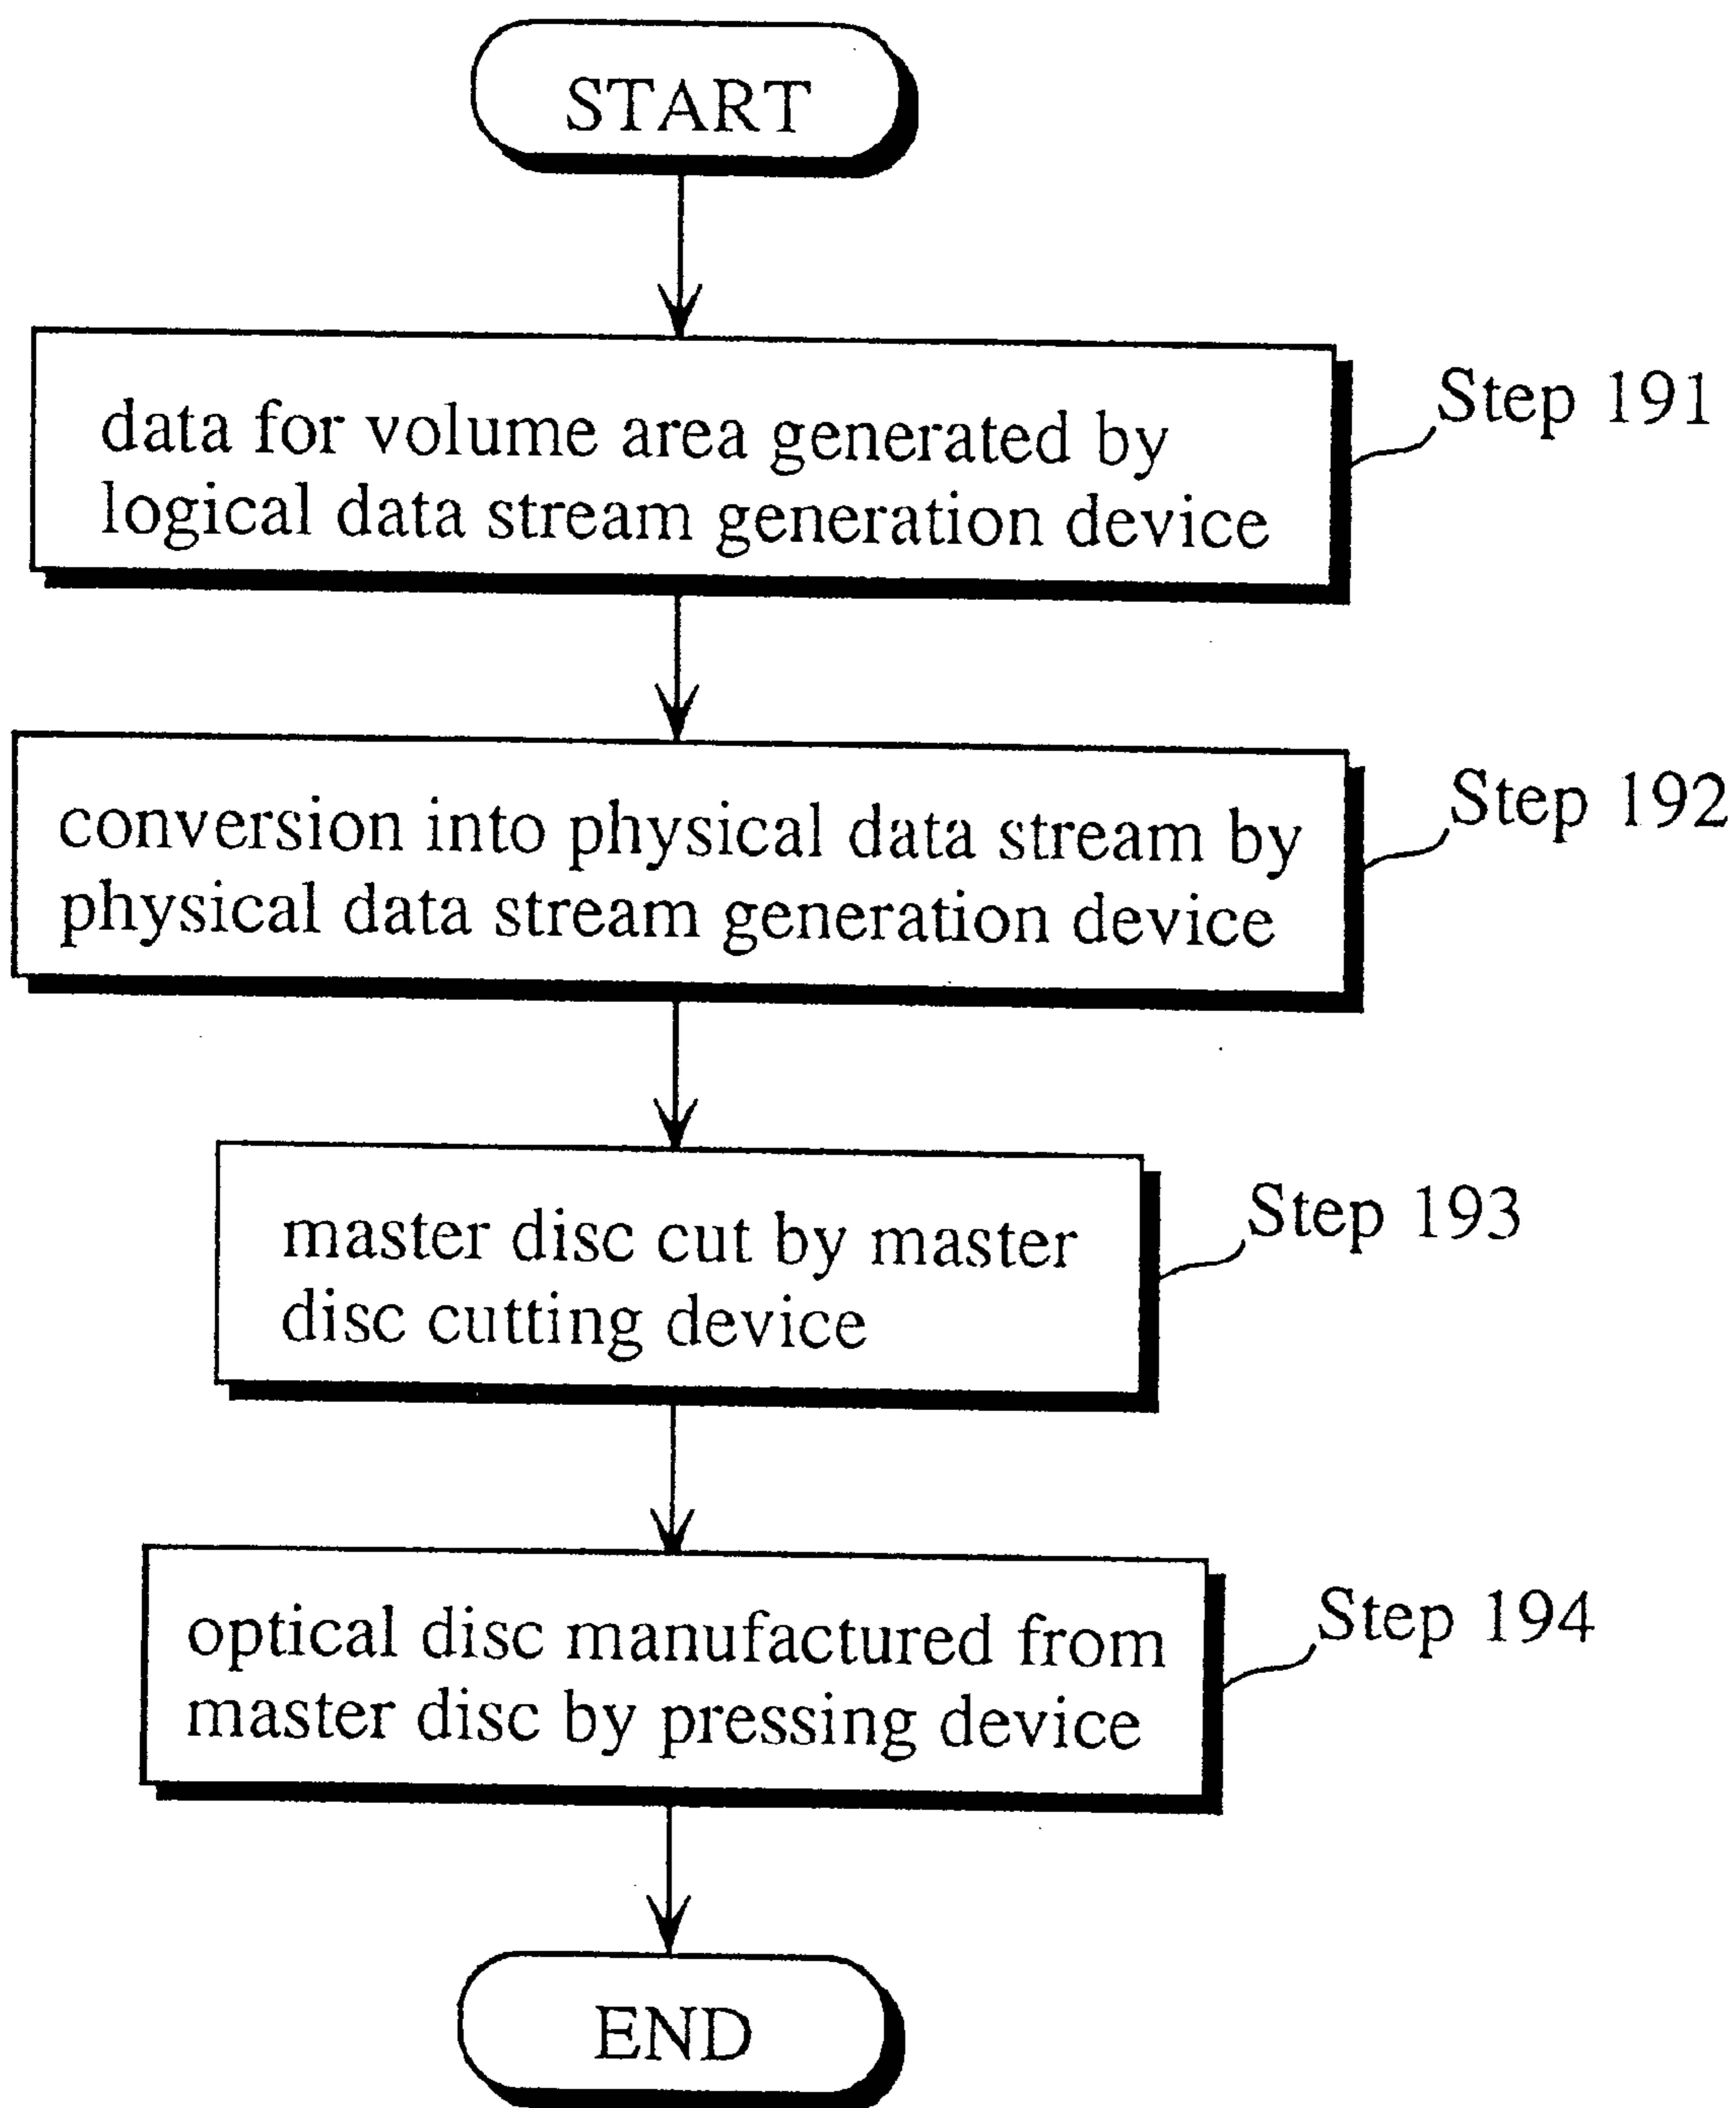 START
data for volume area generated by
logical data stream generation device
Step 191
conversion into physical data stream by
physical data stream generation device
Step 192
master disc cut by master
disc cutting device
Step 193
optical disc manufactured from
master disc by pressing device
Step 194
END